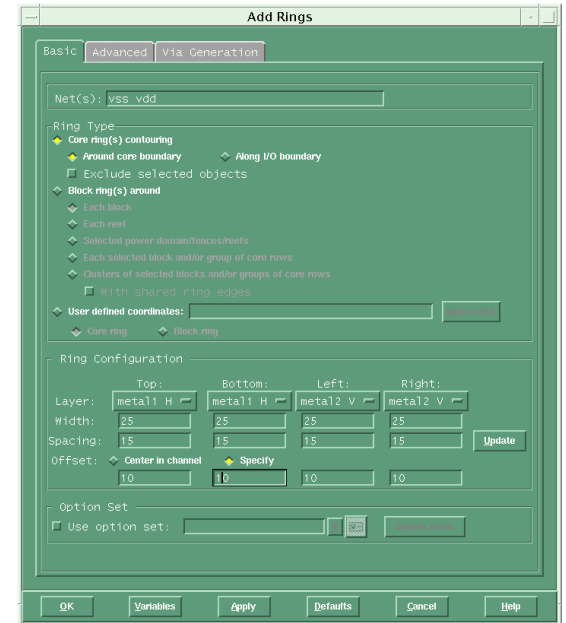 Add Rings
Basic Advanced Via Generation
Net(s): vss vdd
Ring Type
Core ring(s) contouring
Around core boundary Along I/O boundary
Exclude selected objects
Block ring(s) around
Each block
Each reef
Selected power domain/fences/reefs
Each selected block and/or group of core rows
Clusters of selected blocks and/or groups of core rows
With shared ring edges
User defined coordinates:
Core ring Block ring
Ring Configuration
Top: Bottom: Left: Right:
Layer: metal1 H metal1 H metal2 V metal2 V
Width: 25 25 25 25
Spacing: 15 15 15 15 Update
Offset: Center in channel Specify
10 10 10 10
Option Set
Use option set:
OK Variables Apply Defaults Cancel Help